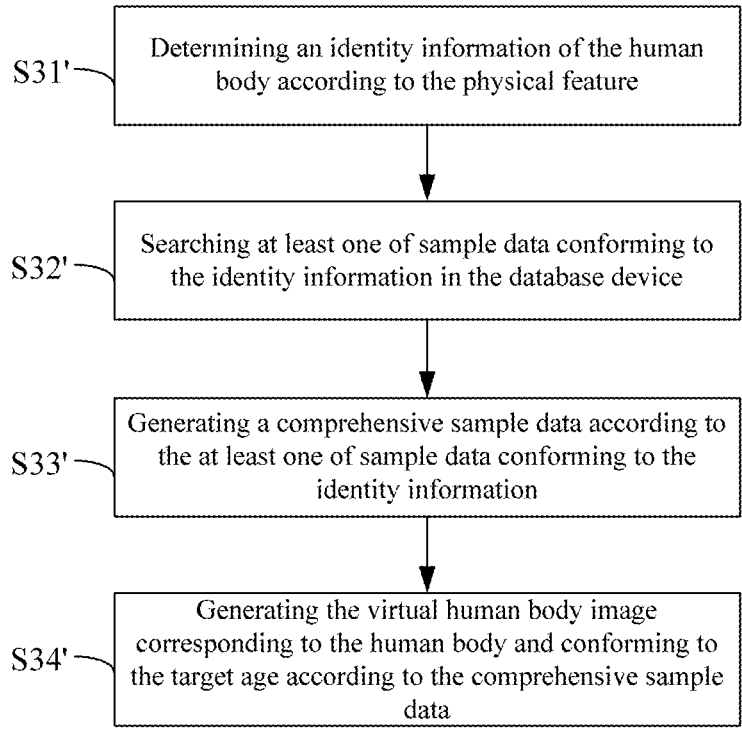 S31'
Determining an identity information of the human
body according to the physical feature
S32'
Searching at least one of sample data conforming to
the identity information in the database device
S33'
Generating a comprehensive sample data according to
the at least one of sample data conforming to the
identity information
S34'
Generating the virtual human body image
corresponding to the human body and conforming to
the target age according to the comprehensive sample
data